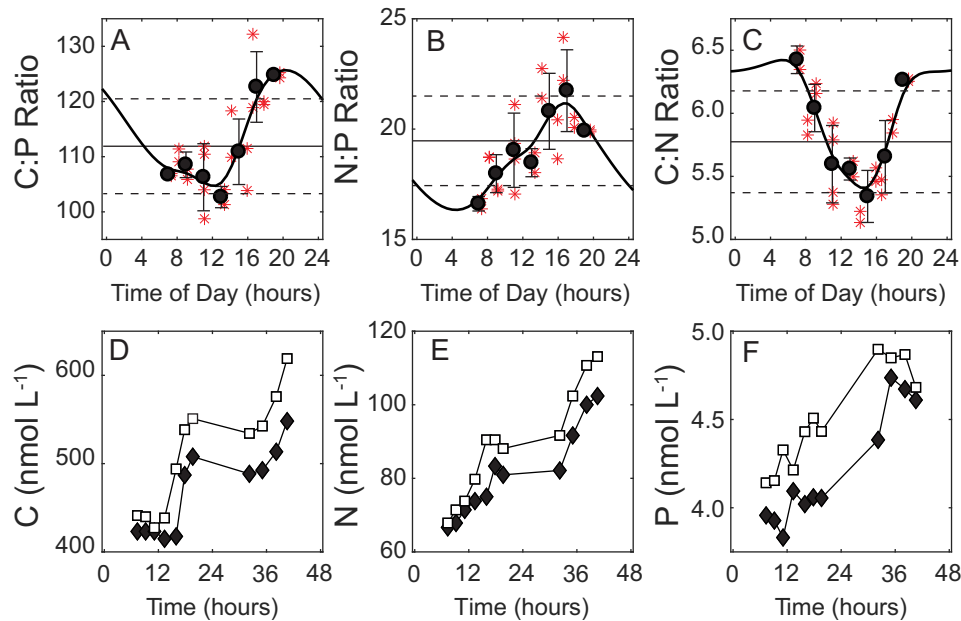 A
B
C
C:P Ratio
130
120
110
100
0 4 8 12 16 20 24
Time of Day (hours)
N:P Ratio
25
20
15
0 4 8 12 16 20 24
Time of Day (hours)
C:N Ratio
6.5
6.0
5.5
5.0
0 4 8 12 16 20 24
Time of Day (hours)
D
E
F
C (nmol L⁻¹)
600
500
400
0 12 24 36 48
Time (hours)
N (nmol L⁻¹)
120
100
80
60
0 12 24 36 48
Time (hours)
P (nmol L⁻¹)
5.0
4.5
4.0
0 12 24 36 48
Time (hours)